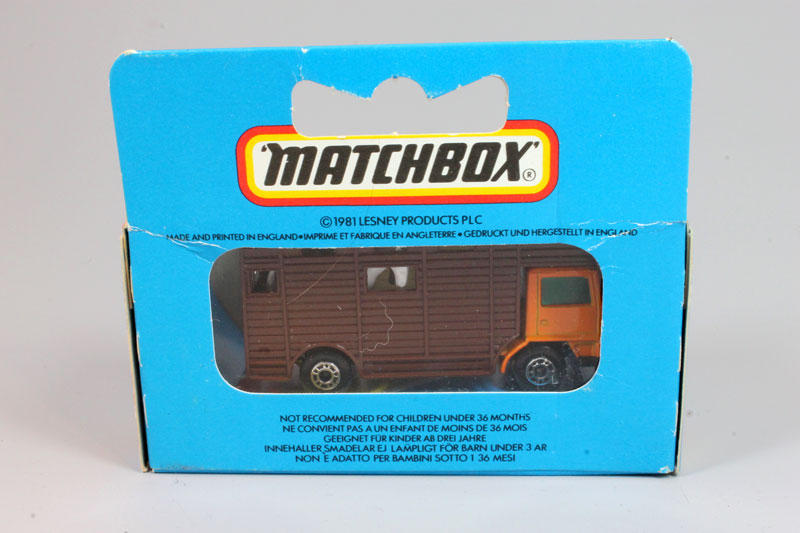 'MATCHBOX'®
©1981 LESNEY PRODUCTS PLC
MADE AND PRINTED IN ENGLAND•IMPRIME ET FABRIQUE EN ANGLETERRE•GEDRUCKT UND HERGESTELLT IN ENGLAND
NOT RECOMMENDED FOR CHILDREN UNDER 36 MONTHS
NE CONVIENT PAS A UN ENFANT DE MOINS DE 36 MOIS
GEEIGNET FÜR KINDER AB DREI JAHRE
INNEHALLER SMADELAR EJ LAMPLIGT FÖR BARN UNDER 3 AR
NON E ADATTO PER BAMBINI SOTTO I 36 MESI